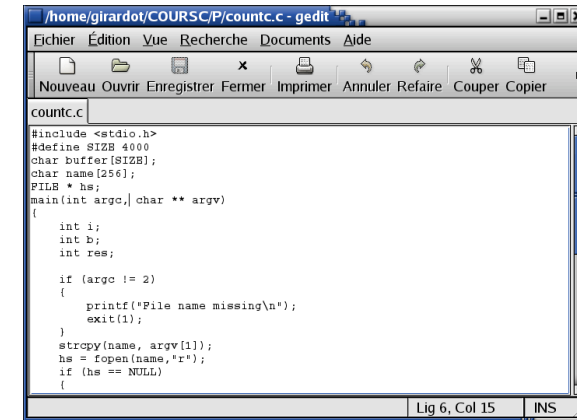 /home/girardot/COURSC/P/countc.c - gedit
Eichier Édition Vue Recherche Documents Aide
Nouveau Ouvrir Enregistrer Fermer Imprimer Annuler Refaire Couper Copier
countc.c
#include <stdio.h>
#define SIZE 4000
char buffer[SIZE];
char name[256];
FILE * hs;
main(int argc, char ** argv)
{
    int i;
    int b;
    int res;

    if (argc != 2)
    {
        printf("File name missing\n");
        exit(1);
    }
    strcpy(name, argv[1]);
    hs = fopen(name,"r");
    if (hs == NULL)
    {
Lig 6, Col 15 INS